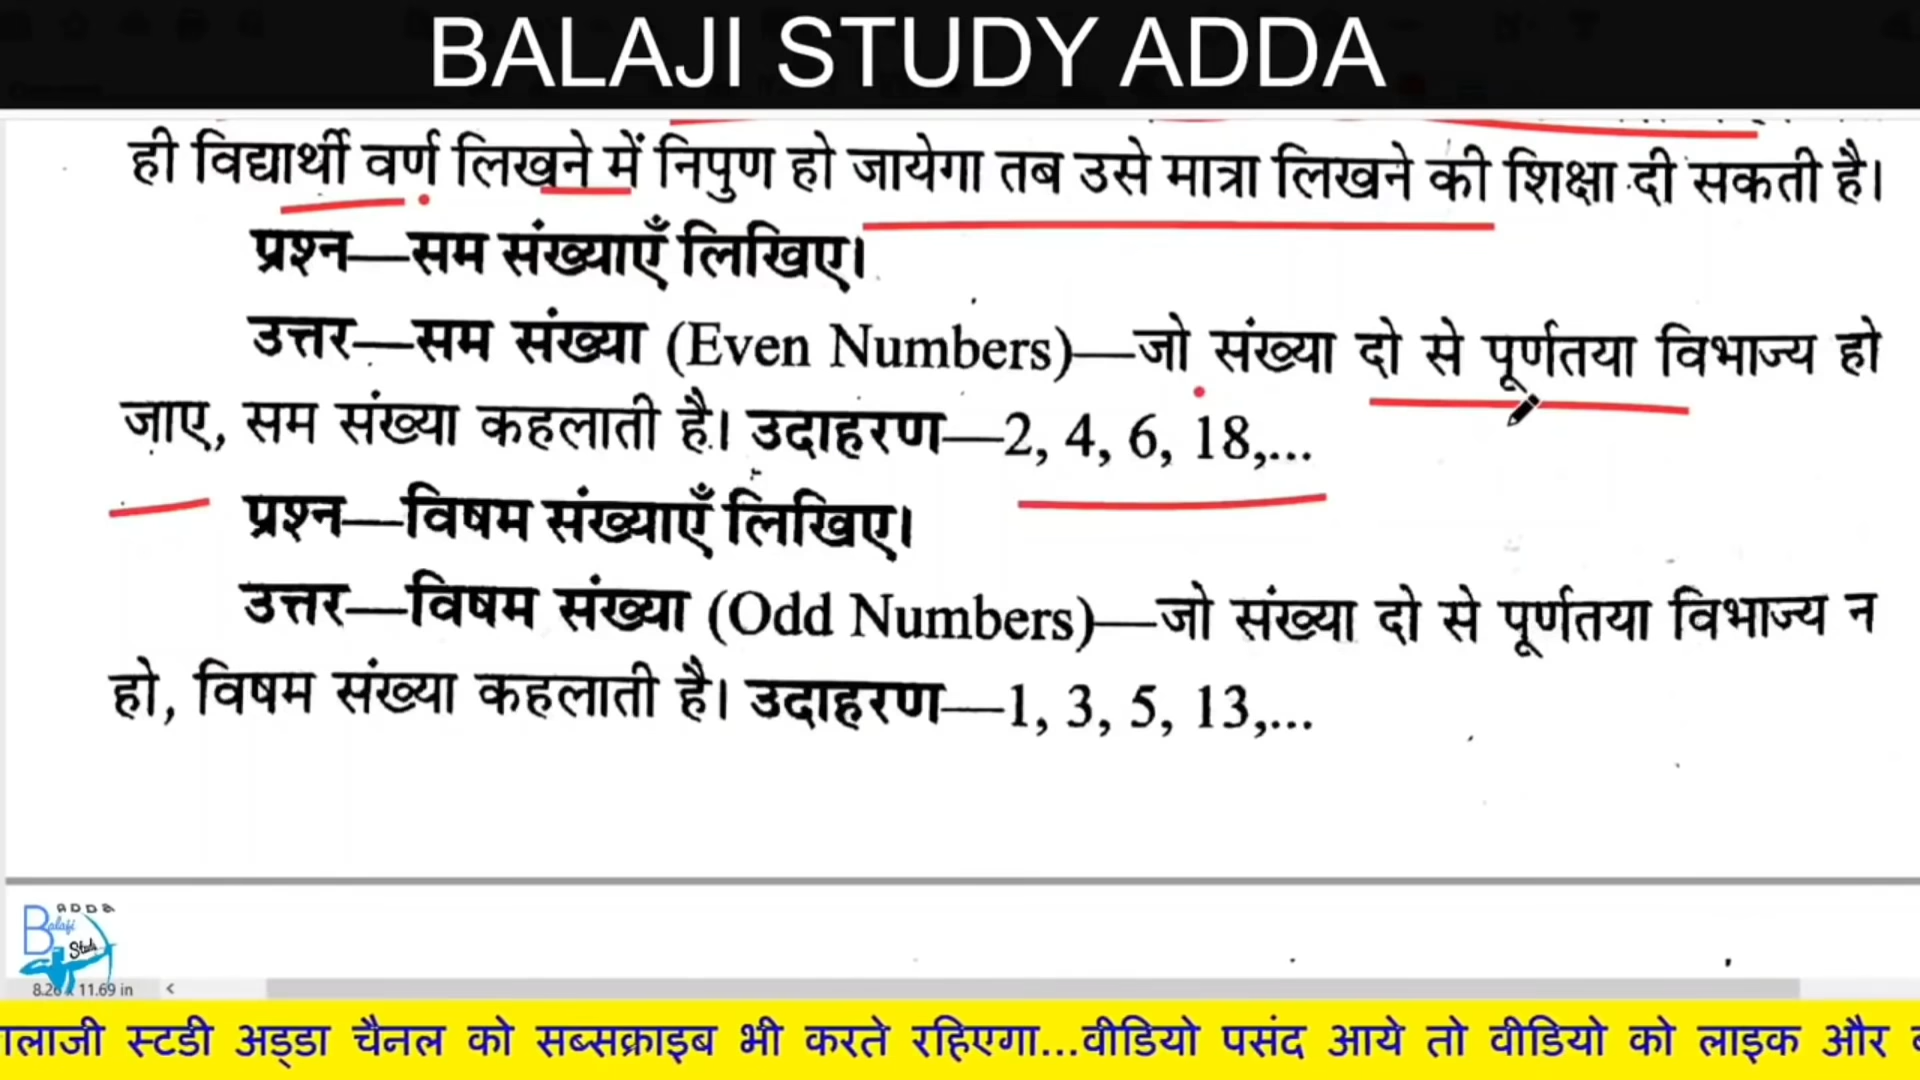 BALAJI STUDY ADDA
ही विद्यार्थी वर्ण लिखने में निपुण हो जायेगा तब उसे मात्रा लिखने की शिक्षा दी सकती है।
प्रश्न—सम संख्याएँ लिखिए।
उत्तर—सम संख्या (Even Numbers)—जो संख्या दो से पूर्णतया विभाज्य हो
जाए, सम संख्या कहलाती है। उदाहरण—2, 4, 6, 18,...
प्रश्न—विषम संख्याएँ लिखिए।
उत्तर—विषम संख्या (Odd Numbers)—जो संख्या दो से पूर्णतया विभाज्य न
हो, विषम संख्या कहलाती है। उदाहरण—1, 3, 5, 13,...
ADDA
Balaji
Study
11.69 in
स्टडी अड्डा चैनल को सब्सक्राइब भी करते रहिएगा...वीडियो पसंद आये तो वीडियो को लाइक और